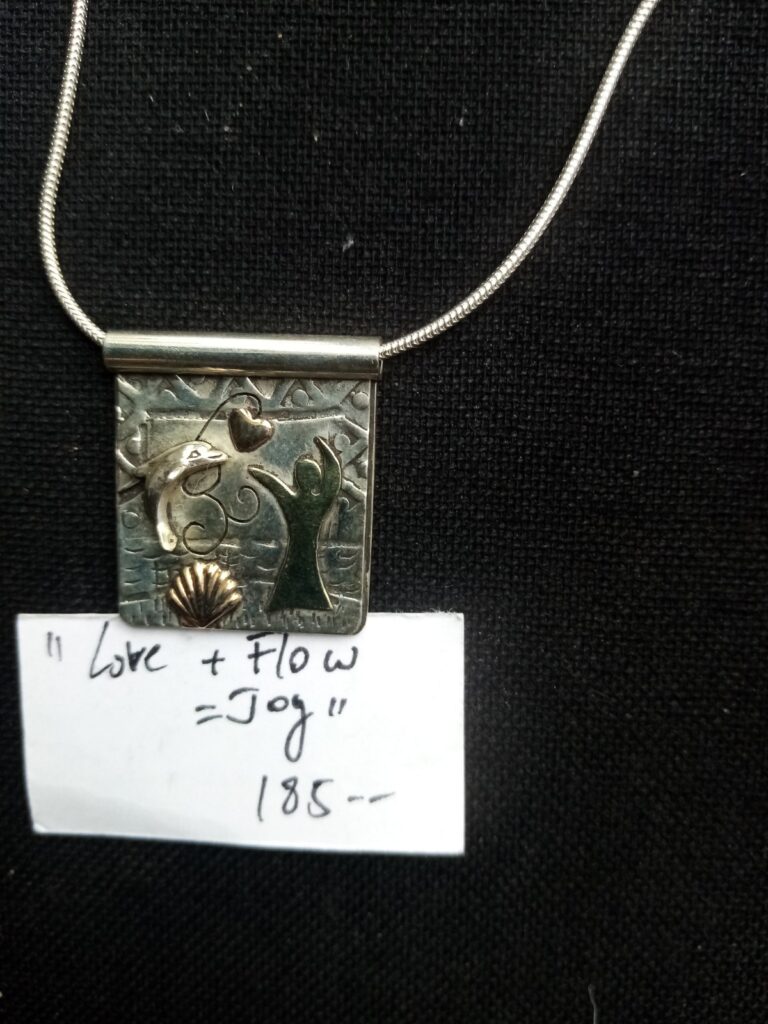 "Love + Flow
= Joy"
185--